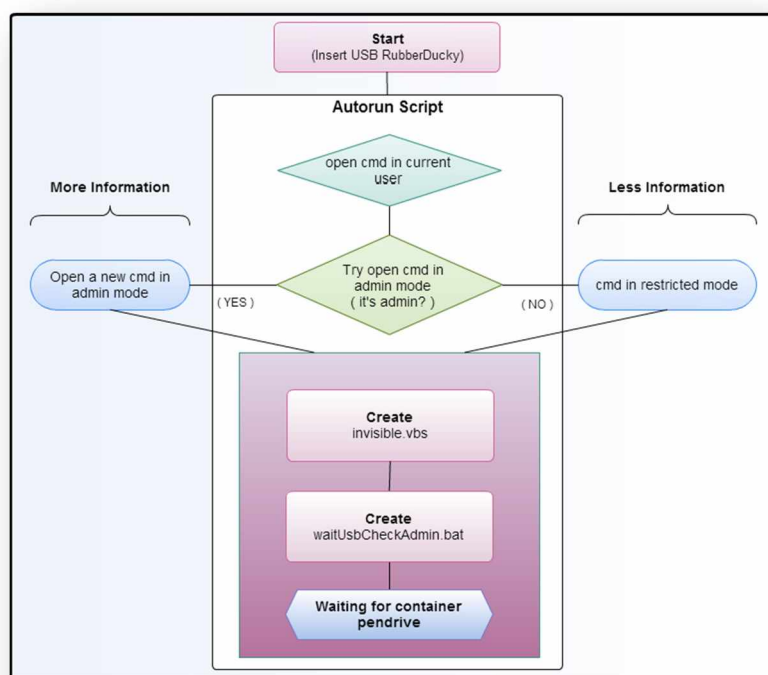 Start
(Insert USB RubberDucky)
Autorun Script
open cmd in current
user
More Information
Less Information
Open a new cmd in
admin mode
Try open cmd in
admin mode
( it's admin? )
cmd in restricted mode
( YES )
( NO )
Create
invisible.vbs
Create
waitUsbCheckAdmin.bat
Waiting for container
pendrive